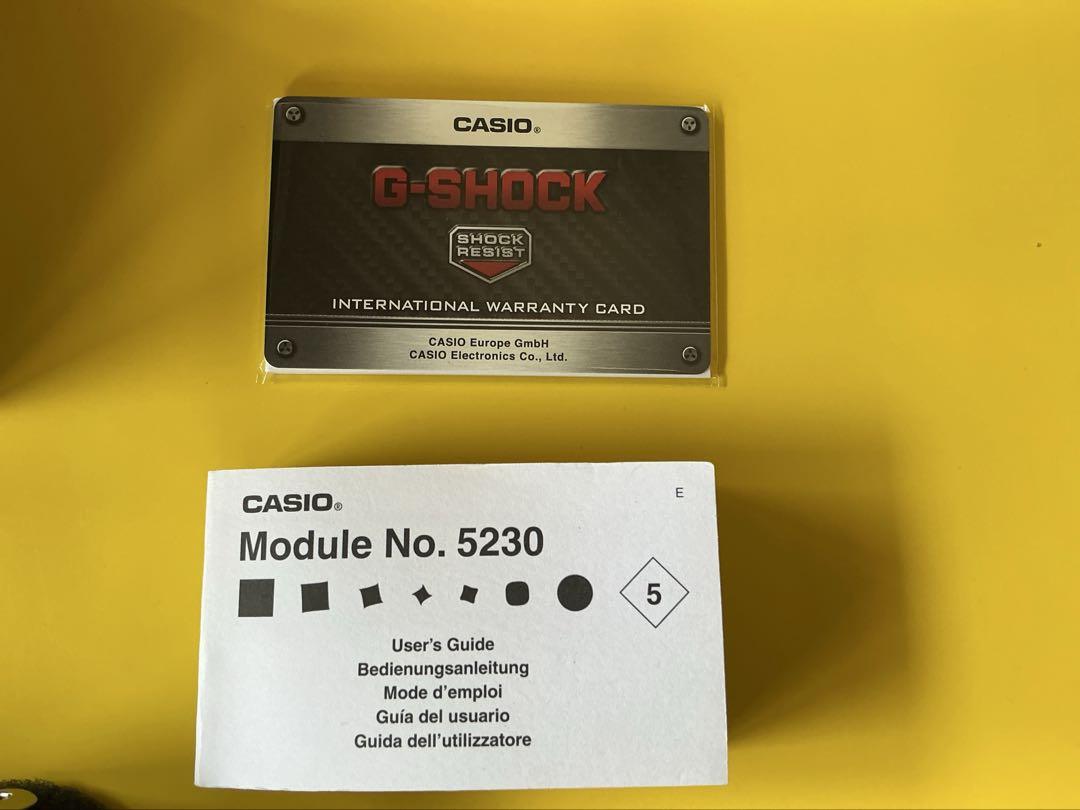 CASIO®
G-SHOCK
SHOCK
RESIST
INTERNATIONAL WARRANTY CARD
CASIO Europe GmbH
CASIO Electronics Co., Ltd.
CASIO®
E
Module No. 5230
5
User's Guide
Bedienungsanleitung
Mode d'emploi
Guía del usuario
Guida dell'utilizzatore